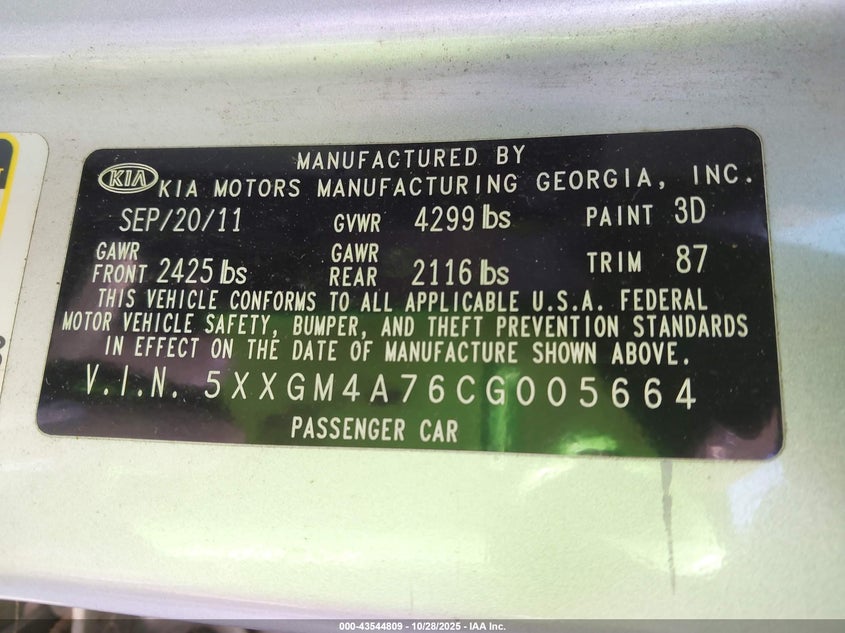 MANUFACTURED BY
KIA KIA MOTORS MANUFACTURING GEORGIA, INC.
SEP/20/11 GVWR 4299 lbs PAINT 3D
GAWR FRONT 2425 lbs GAWR REAR 2116 lbs TRIM 87
THIS VEHICLE CONFORMS TO ALL APPLICABLE U.S.A. FEDERAL
MOTOR VEHICLE SAFETY, BUMPER, AND THEFT PREVENTION STANDARDS
IN EFFECT ON THE DATE OF MANUFACTURE SHOWN ABOVE.
V.I.N. 5XXGM4A76CG005664
PASSENGER CAR
000-43544809 - 10/28/2025 - IAA Inc.